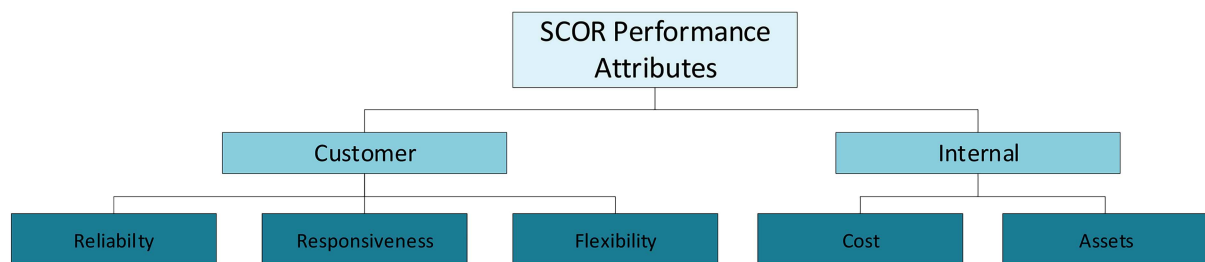 SCOR Performance
Attributes
Customer
Internal
Reliabilty
Responsiveness
Flexibility
Cost
Assets